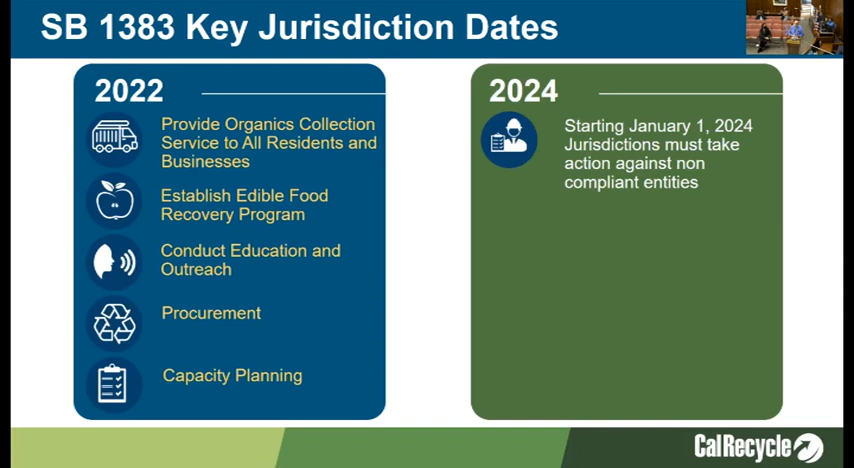 SB 1383 Key Jurisdiction Dates
2022
Provide Organics Collection
Service to All Residents and
Businesses
Establish Edible Food
Recovery Program
Conduct Education and
Outreach
Procurement
Capacity Planning
2024
Starting January 1, 2024
Jurisdictions must take
action against non
compliant entities
CalRecycle